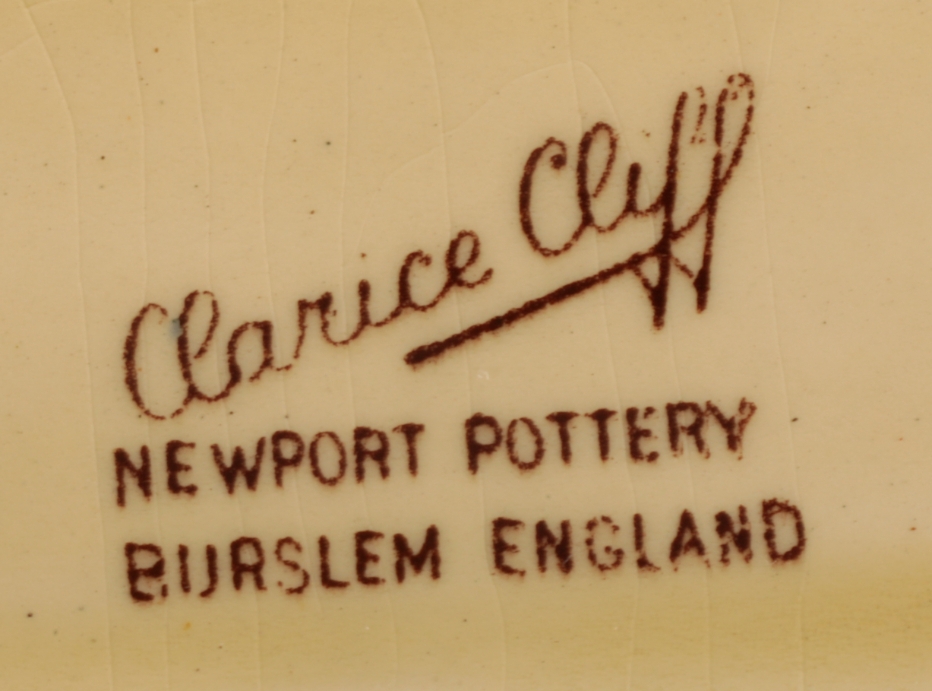 Clarice Cliff
NEWPORT POTTERY
BURSLEM ENGLAND